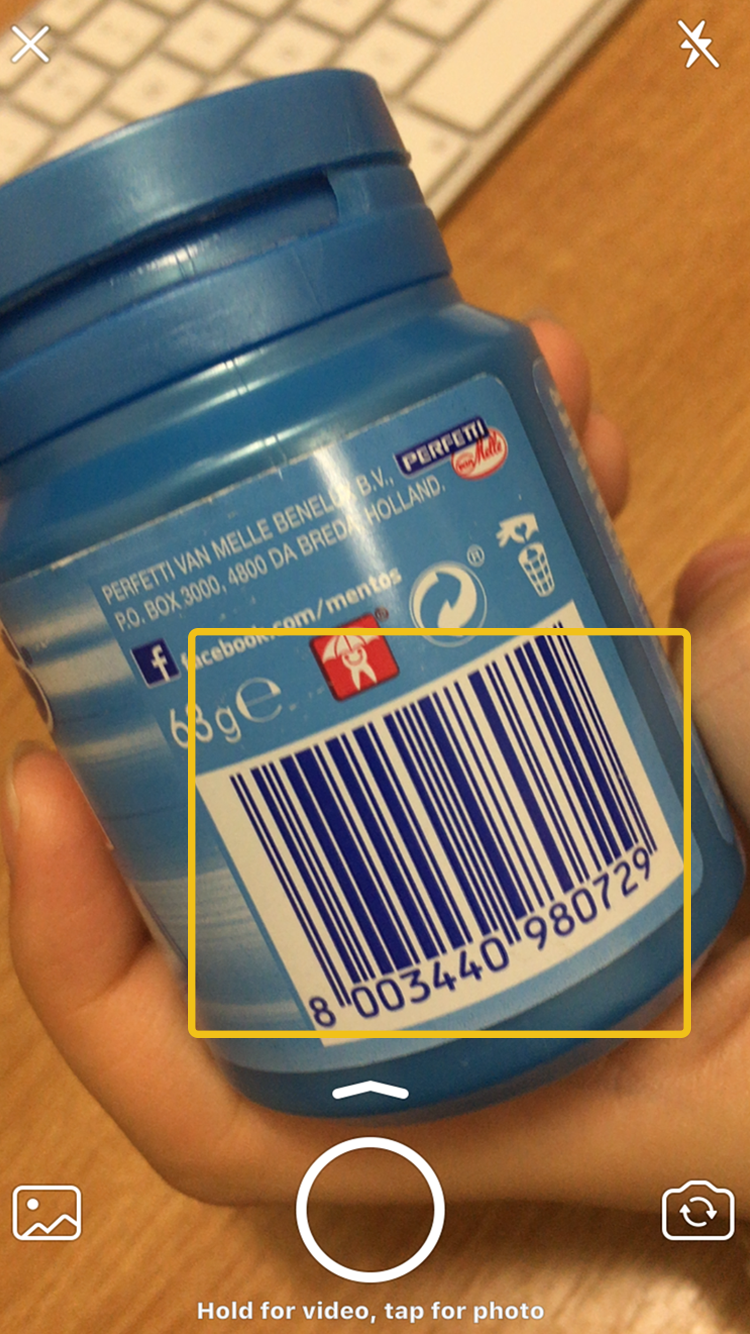 PERFETTI
van Melle
PERFETTI VAN MELLE BENELUX B.V.,
P.O. BOX 3000, 4800 DA BREDA HOLLAND.
®
f facebook.com/mentos
®
68g e
8 003440 980729
Hold for video, tap for photo